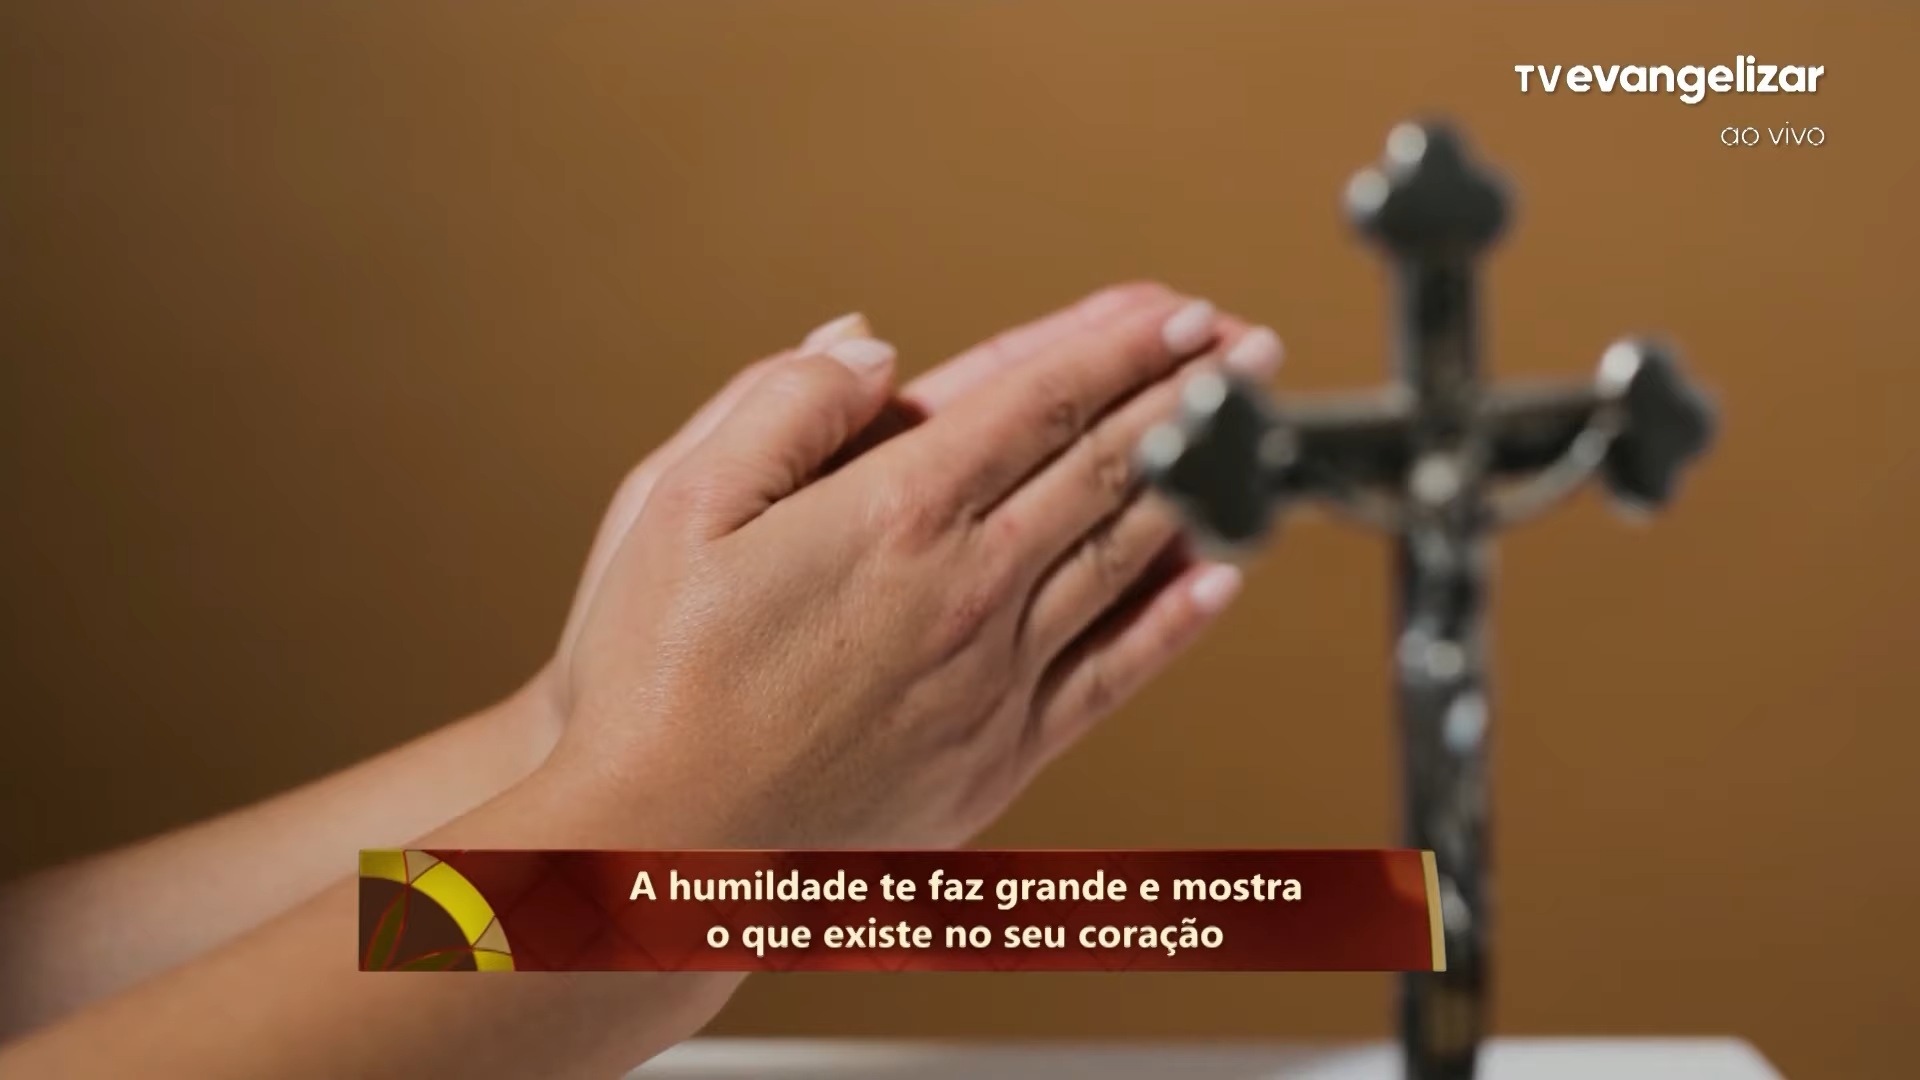 TVevangelizar
ao vivo
A humildade te faz grande e mostra
o que existe no seu coração